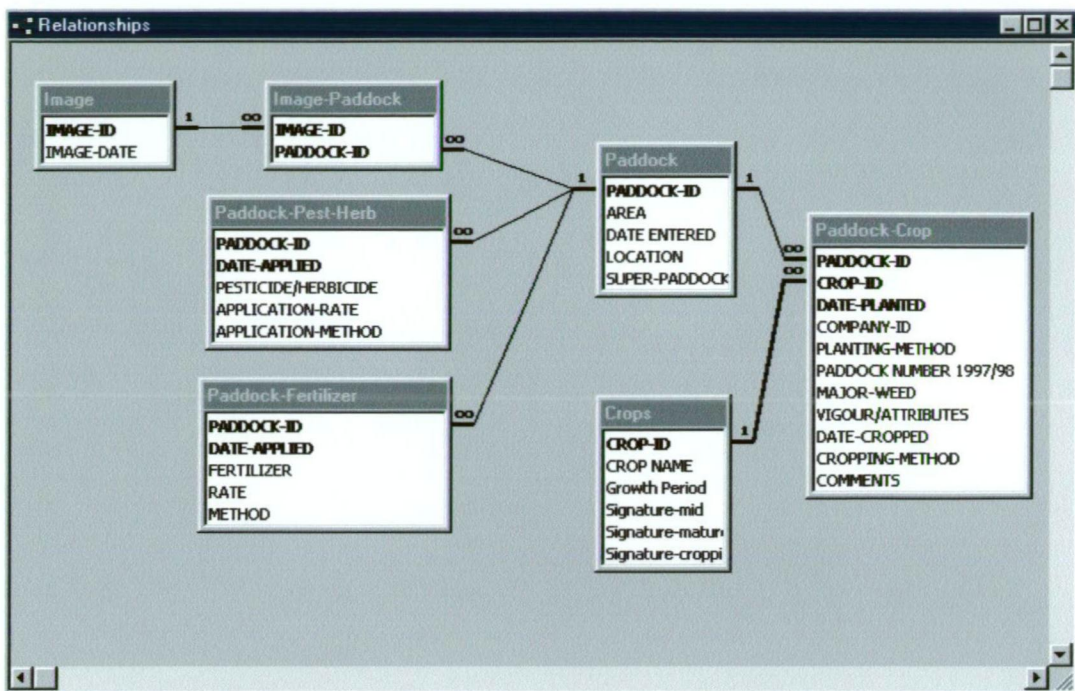 Relationships
Image
IMAGE-ID
IMAGE-DATE
1
∞
Image-Paddock
IMAGE-ID
PADDOCK-ID
∞
Paddock-Pest-Herb
PADDOCK-ID
DATE-APPLIED
PESTICIDE/HERBICIDE
APPLICATION-RATE
APPLICATION-METHOD
∞
Paddock-Fertilizer
PADDOCK-ID
DATE-APPLIED
FERTILIZER
RATE
METHOD
∞
1
Paddock
PADDOCK-ID
AREA
DATE ENTERED
LOCATION
SUPER-PADDOCK
1
∞
Crops
CROP-ID
CROP NAME
Growth Period
Signature-mid
Signature-mature
Signature-croppi
1
∞
Paddock-Crop
PADDOCK-ID
CROP-ID
DATE-PLANTED
COMPANY-ID
PLANTING-METHOD
PADDOCK NUMBER 1997/98
MAJOR-WEED
VIGOUR/ATTRIBUTES
DATE-CROPPED
CROPPING-METHOD
COMMENTS